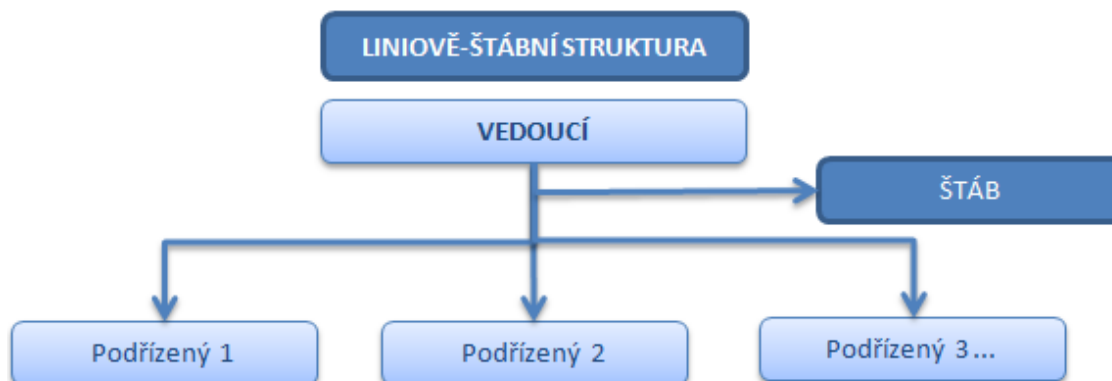 LINIOVĚ-ŠTÁBNÍ STRUKTURA
VEDOUCÍ
ŠTÁB
Podřízený 1
Podřízený 2
Podřízený 3...